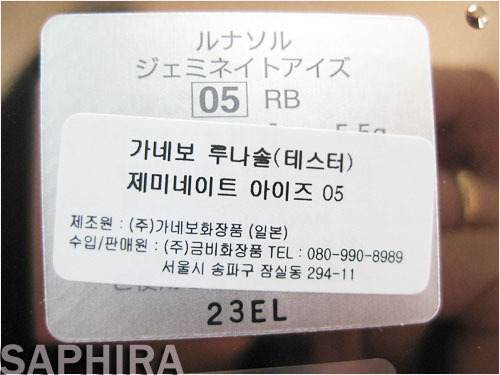 ルナソル
ジェミネイトアイズ
05 RB
5.5g
가네보 루나솔(테스터)
제미네이트 아이즈 05
제조원 : (주)가네보화장품 (일본)
수입/판매원 : (주)금비화장품 TEL : 080-990-8989
서울시 송파구 잠실동 294-11
23EL
SAPHIRA